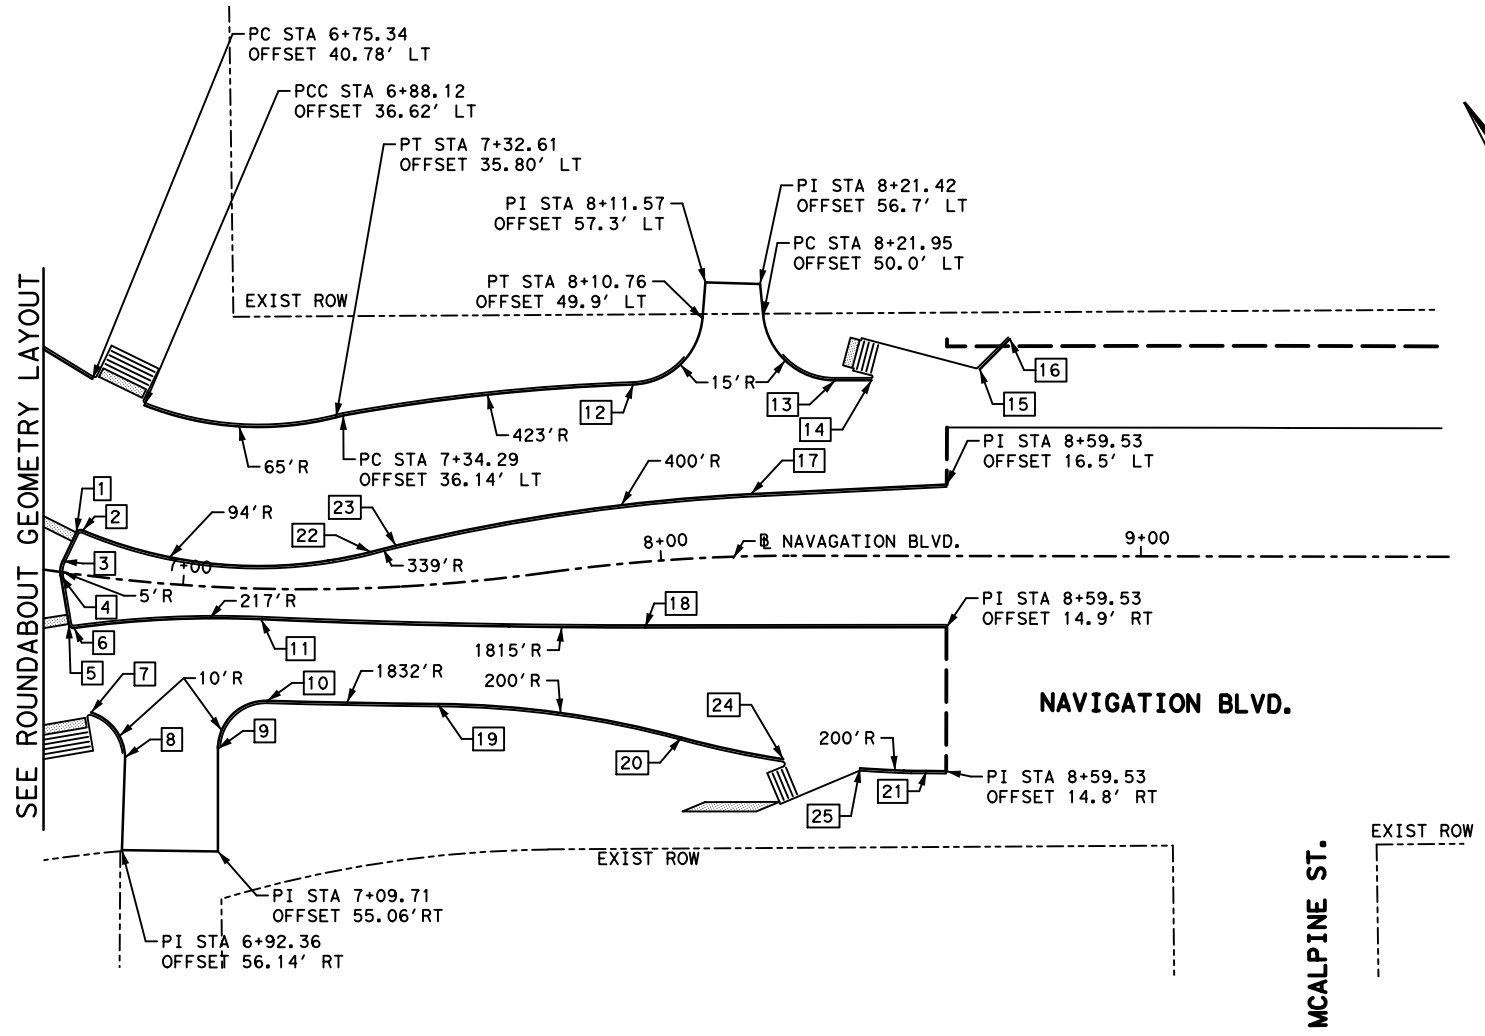 PC STA 6+75.34
OFFSET 40.78' LT
PCC STA 6+88.12
OFFSET 36.62' LT
PT STA 7+32.61
OFFSET 35.80' LT
PI STA 8+11.57
OFFSET 57.3' LT
PI STA 8+21.42
OFFSET 56.7' LT
PC STA 8+21.95
OFFSET 50.0' LT
PT STA 8+10.76
OFFSET 49.9' LT
EXIST ROW
SEE ROUNDABOUT GEOMETRY LAYOUT
15'R
12
13
14
15
16
423'R
65'R
PC STA 7+34.29
OFFSET 36.14' LT
400'R
17
PI STA 8+59.53
OFFSET 16.5' LT
1
2
94'R
22
23
339'R
8+00
℄ NAVAGATION BLVD.
9+00
7+00
3
4
5'R
217'R
18
PI STA 8+59.53
OFFSET 14.9' RT
6
5
11
1815'R
7
10'R
10
1832'R
200'R
24
NAVIGATION BLVD.
8
9
19
20
200'R
21
25
PI STA 8+59.53
OFFSET 14.8' RT
EXIST ROW
EXIST ROW
PI STA 7+09.71
OFFSET 55.06'RT
PI STA 6+92.36
OFFSET 56.14' RT
MCALPINE ST.